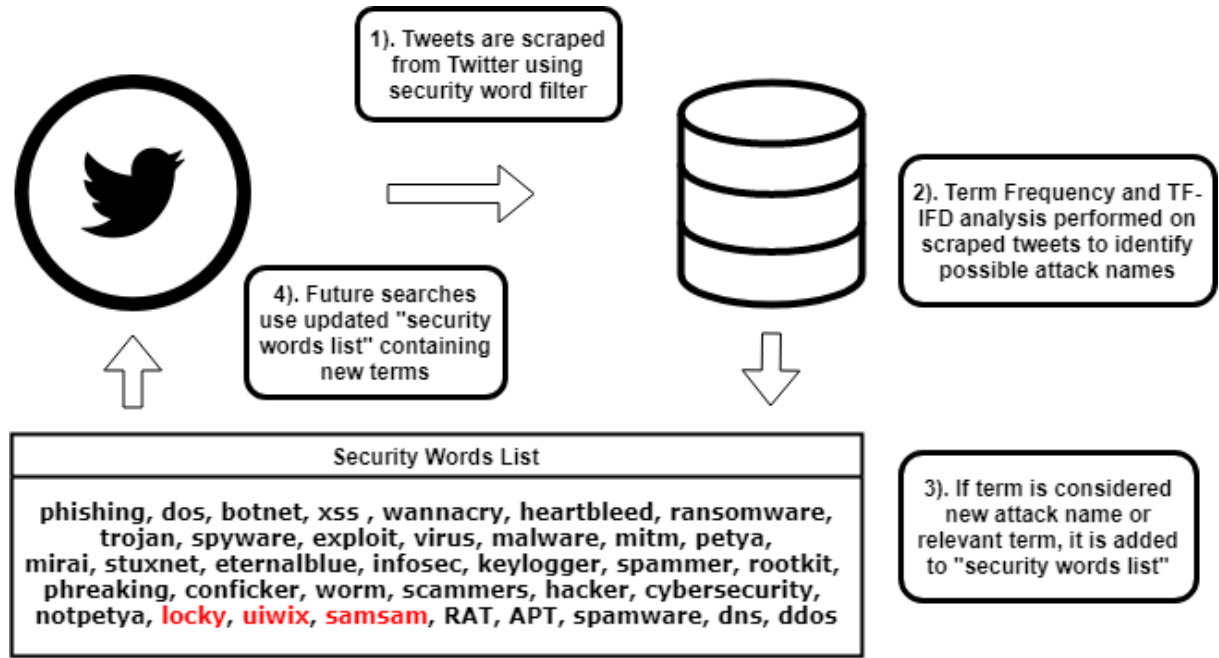 1). Tweets are scraped
from Twitter using
security word filter
2). Term Frequency and TF-
IFD analysis performed on
scraped tweets to identify
possible attack names
4). Future searches
use updated "security
words list" containing
new terms
Security Words List
phishing, dos, botnet, xss , wannacry, heartbleed, ransomware,
trojan, spyware, exploit, virus, malware, mitm, petya,
mirai, stuxnet, eternalblue, infosec, keylogger, spammer, rootkit,
phreaking, conficker, worm, scammers, hacker, cybersecurity,
notpetya, locky, uiwix, samsam, RAT, APT, spamware, dns, ddos
3). If term is considered
new attack name or
relevant term, it is added
to "security words list"